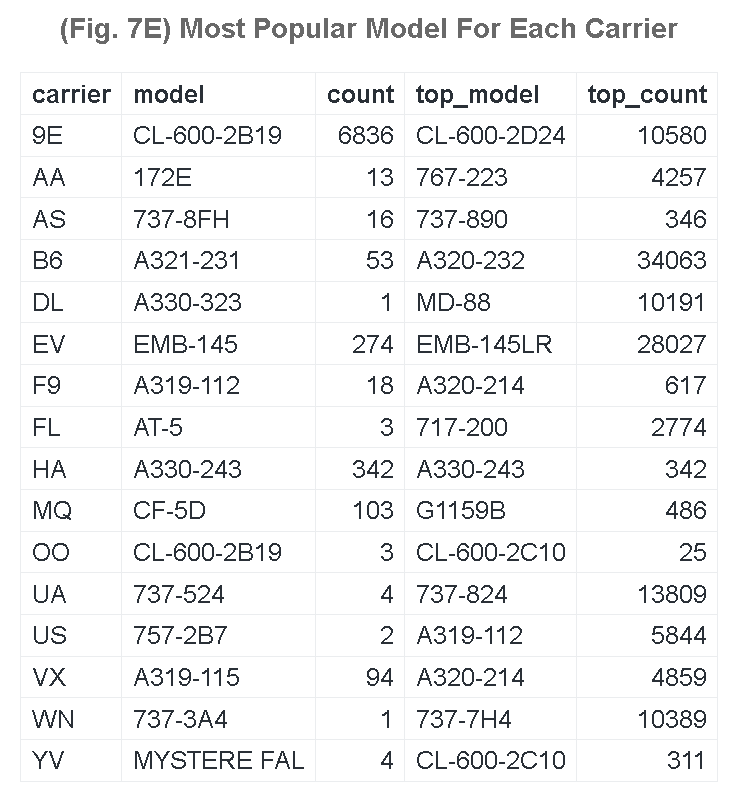 (Fig. 7E) Most Popular Model For Each Carrier
carrier model count top_model top_count
9E CL-600-2B19 6836 CL-600-2D24 10580
AA 172E 13 767-223 4257
AS 737-8FH 16 737-890 346
B6 A321-231 53 A320-232 34063
DL A330-323 1 MD-88 10191
EV EMB-145 274 EMB-145LR 28027
F9 A319-112 18 A320-214 617
FL AT-5 3 717-200 2774
HA A330-243 342 A330-243 342
MQ CF-5D 103 G1159B 486
OO CL-600-2B19 3 CL-600-2C10 25
UA 737-524 4 737-824 13809
US 757-2B7 2 A319-112 5844
VX A319-115 94 A320-214 4859
WN 737-3A4 1 737-7H4 10389
YV MYSTERE FAL 4 CL-600-2C10 311